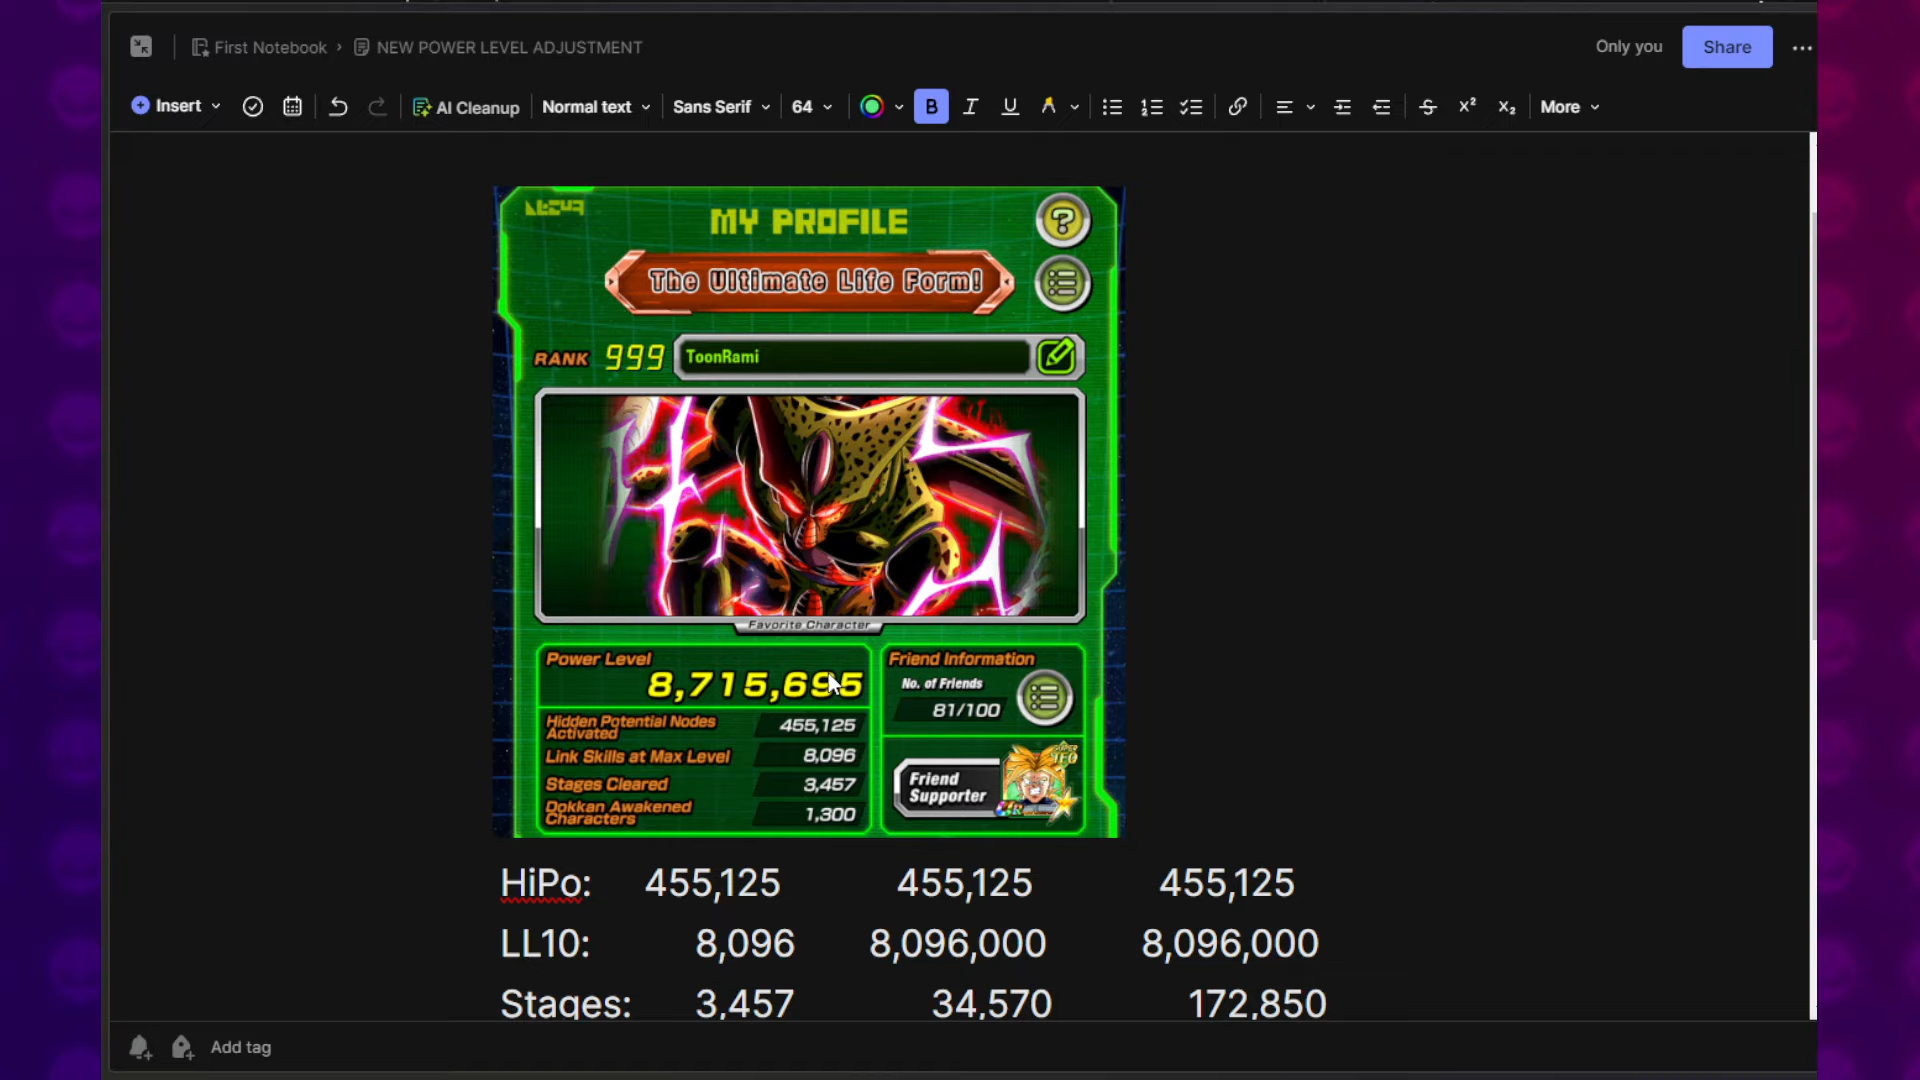 First Notebook › NEW POWER LEVEL ADJUSTMENT
Only you
Share
Insert
AI Cleanup
Normal text
Sans Serif
64
B
I
U
S
X²
X₂
More
MY PROFILE
?
The Ultimate Life Form!
RANK 999 ToonRami
Favorite Character
Power Level
8,715,695
Hidden Potential Nodes
Activated
455,125
Link Skills at Max Level 8,096
Stages Cleared 3,457
Dokkan Awakened
Characters
1,300
Friend Information
No. of Friends
81/100
Friend
Supporter
HiPo: 455,125 455,125 455,125
LL10: 8,096 8,096,000 8,096,000
Stages: 3,457 34,570 172,850
Add tag